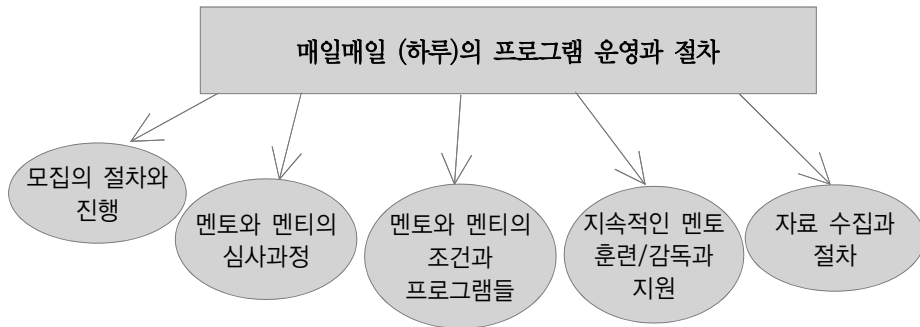 매일매일 (하루)의 프로그램 운영과 절차
모집의 절차와
진행
멘토와 멘티의
심사과정
멘토와 멘티의
조건과
프로그램들
지속적인 멘토
훈련/감독과
지원
자료 수집과
절차